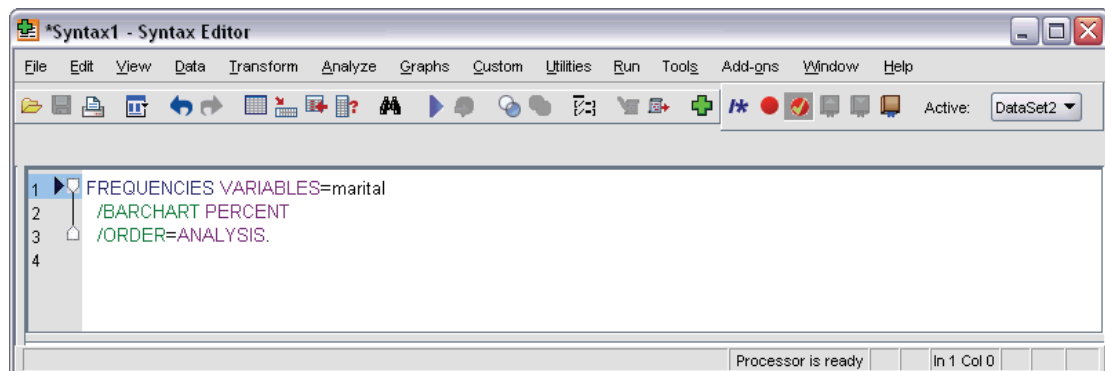 *Syntax1 - Syntax Editor
File Edit View Data Transform Analyze Graphs Custom Utilities Run Tools Add-ons Window Help
Active: DataSet2
1 FREQUENCIES VARIABLES=marital
2 /BARCHART PERCENT
3 /ORDER=ANALYSIS.
4
Processor is ready In 1 Col 0